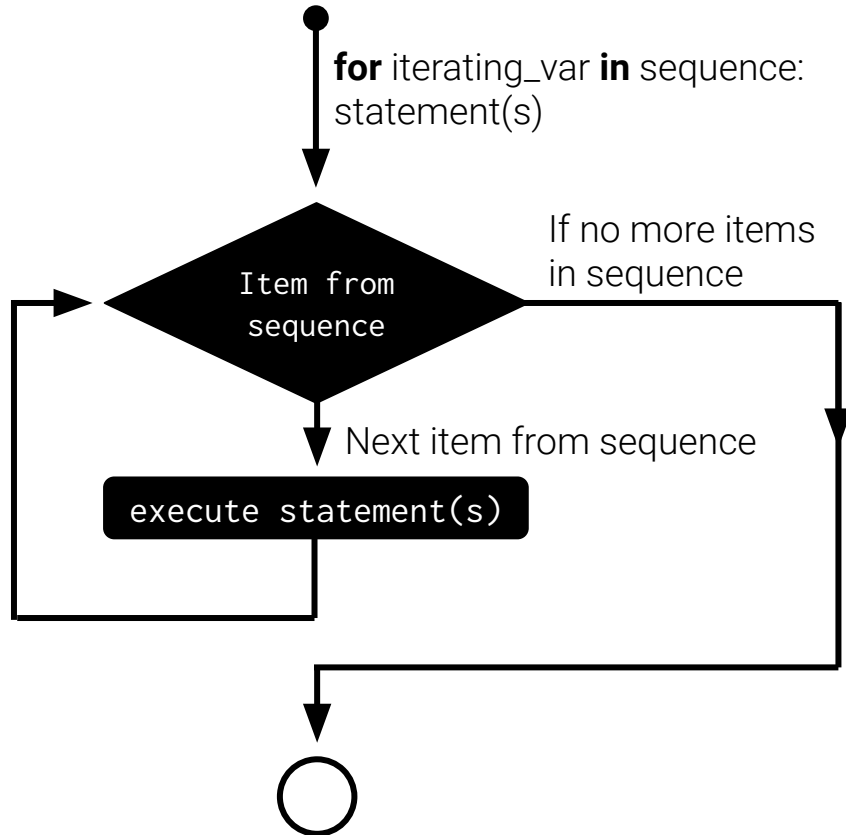 for iterating_var in sequence:
statement(s)
If no more items
in sequence
Item from
sequence
Next item from sequence
execute statement(s)